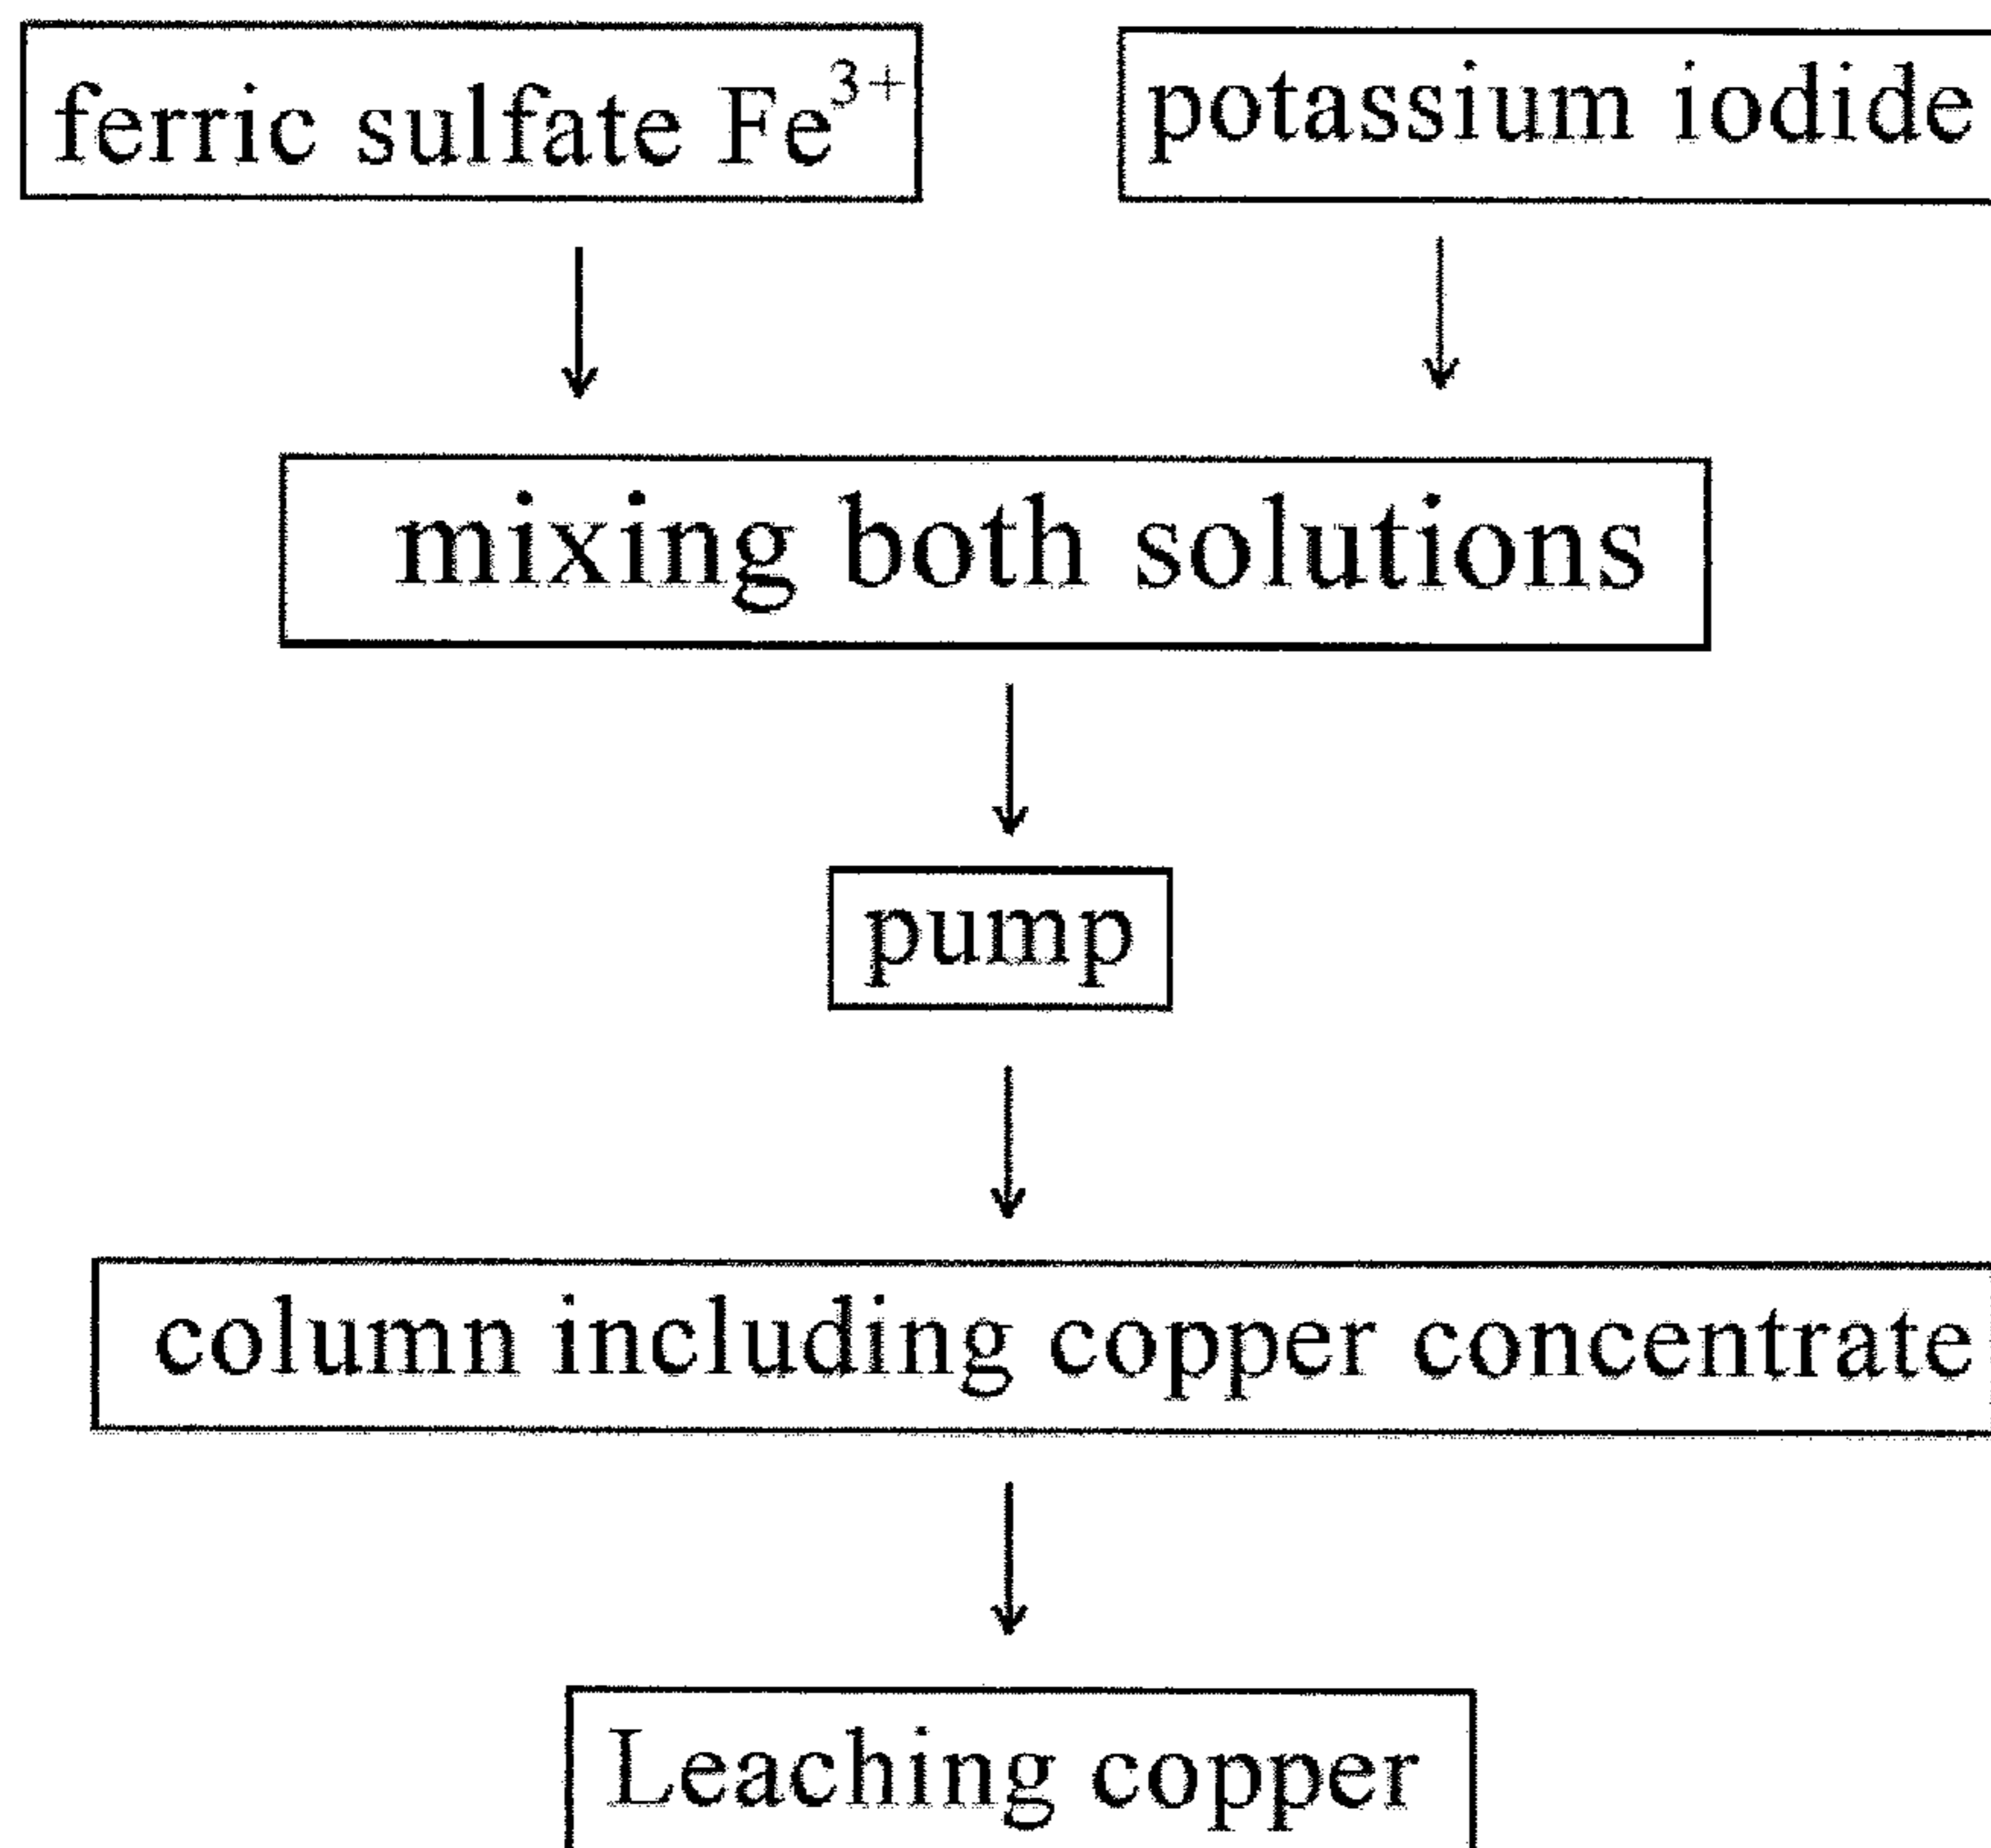 ferric sulfate Fe³⁺
potassium iodide
mixing both solutions
pump
column including copper concentrate
Leaching copper